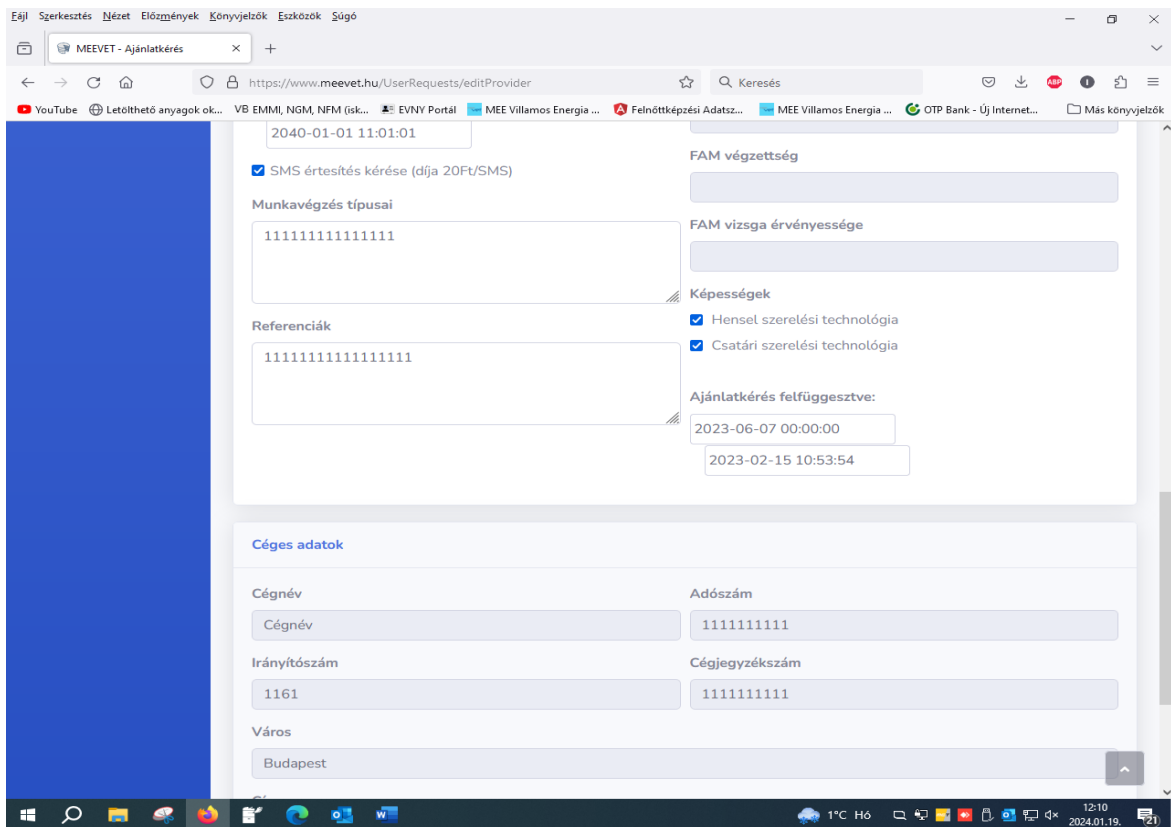 Fájl Szerkesztés Nézet Előzmények Könyvjelzők Eszközök Súgó
MEEVET - Ajánlatkérés
https://www.meevet.hu/UserRequests/editProvider
Keresés
YouTube Letölthető anyagok ok... VB EMMI, NGM, NFM (isk... EVNY Portál MEE Villamos Energia ... Felnőttképzési Adatsz... MEE Villamos Energia ... OTP Bank - Új Internet... Más könyvjelzők
2040-01-01 11:01:01
SMS értesítés kérése (díja 20Ft/SMS)
Munkavégzés típusai
111111111111111
Referenciák
11111111111111111
FAM végzettség
FAM vizsga érvényessége
Képességek
Hensel szerelési technológia
Csatári szerelési technológia
Ajánlatkérés felfüggesztve:
2023-06-07 00:00:00
2023-02-15 10:53:54
Céges adatok
Cégnév
Cégnév
Adószám
1111111111
Irányítószám
1161
Cégjegyzékszám
1111111111
Város
Budapest
1°C Hó
12:10
2024.01.19.
21